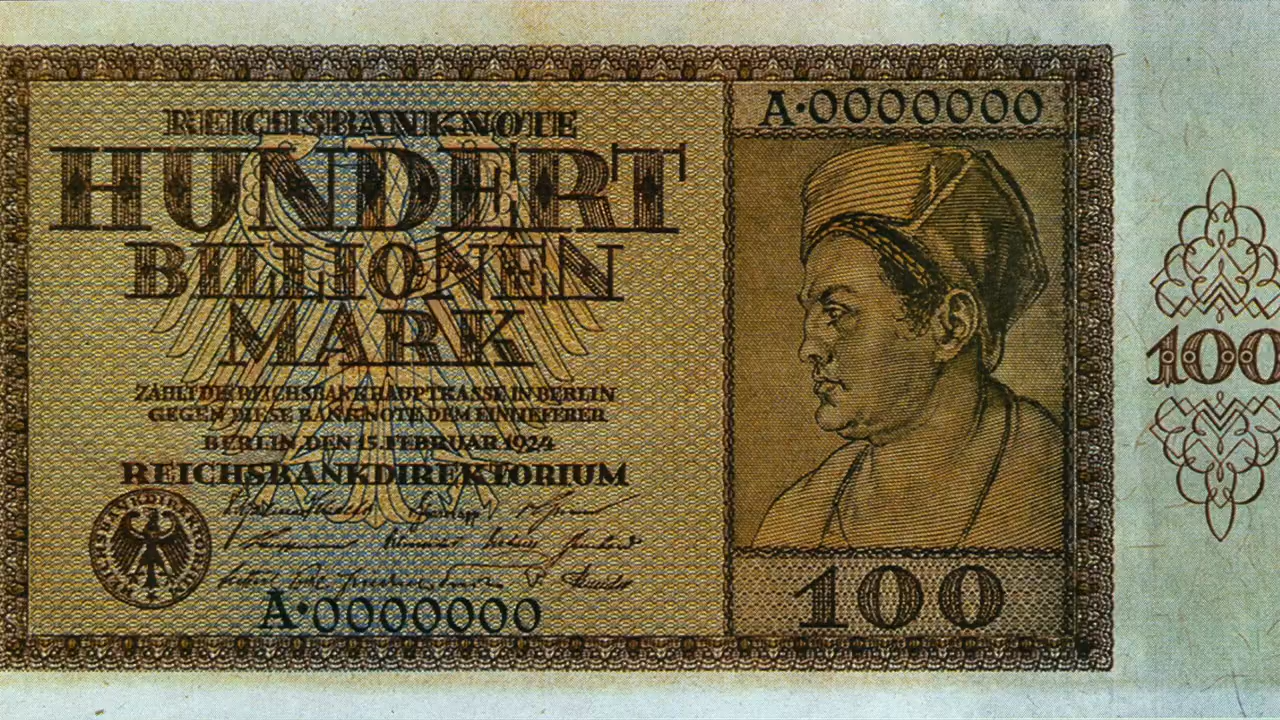 REICHSBANKNOTE
HUNDERT
BILLIONEN
MARK
ZAHLT DIE REICHSBANKHAUPTKASSE IN BERLIN
GEGEN DIESE BANKNOTE DEM EINLIEFERER
BERLIN, DEN 15. FEBRUAR 1924
REICHSBANKDIREKTORIUM
REICHSBANKDIREKTORIUM
A·0000000
A·0000000
100
100